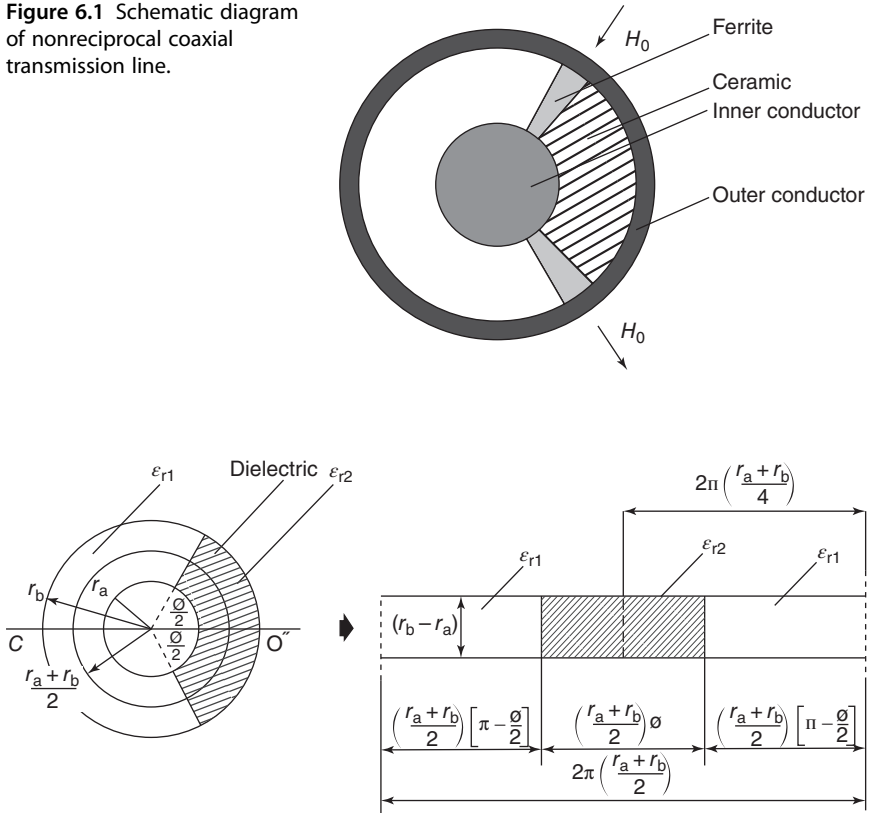 Figure 6.1 Schematic diagram
of nonreciprocal coaxial
transmission line.
H₀
Ferrite
Ceramic
Inner conductor
Outer conductor
H₀
εr1
Dielectric
εr2
rb
ra
ø/2
ø/2
C
O″
(ra + rb)/2
2π((ra + rb)/4)
εr1
εr2
εr1
(rb − ra)
((ra + rb)/2)[π − ø/2]
((ra + rb)/2)ø
((ra + rb)/2)[π − ø/2]
2π((ra + rb)/2)